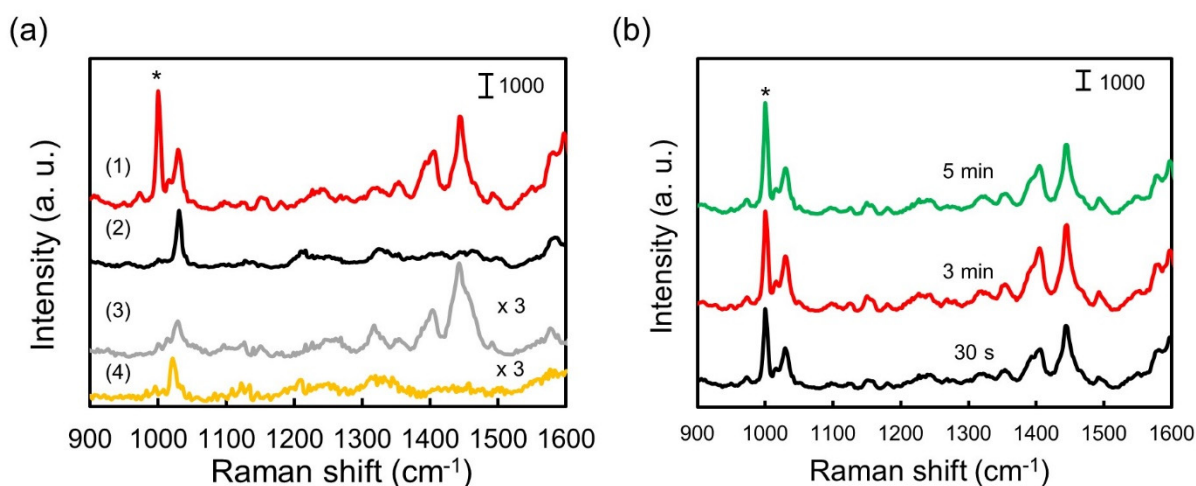 (a)
* 1000
(1)
(2)
(3) x 3
(4) x 3
Intensity (a. u.)
900 1000 1100 1200 1300 1400 1500 1600
Raman shift (cm⁻¹)
(b)
* 1000
5 min
3 min
30 s
Intensity (a. u.)
900 1000 1100 1200 1300 1400 1500 1600
Raman shift (cm⁻¹)